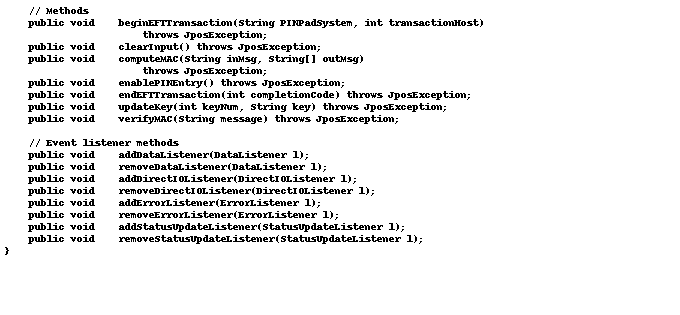 // Methods
public void beginEFTTransaction(String PINPadSystem, int transactionHost)
throws JposException;
public void clearInput() throws JposException;
public void computeMAC(String inMsg, String[] outMsg)
throws JposException;
public void enablePINEntry() throws JposException;
public void endEFTTransaction(int completionCode) throws JposException;
public void updateKey(int keyNum, String key) throws JposException;
public void verifyMAC(String message) throws JposException;
// Event listener methods
public void addDataListener(DataListener l);
public void removeDataListener(DataListener l);
public void addDirectIOListener(DirectIOListener l);
public void removeDirectIOListener(DirectIOListener l);
public void addErrorListener(ErrorListener l);
public void removeErrorListener(ErrorListener l);
public void addStatusUpdateListener(StatusUpdateListener l);
public void removeStatusUpdateListener(StatusUpdateListener l);
}